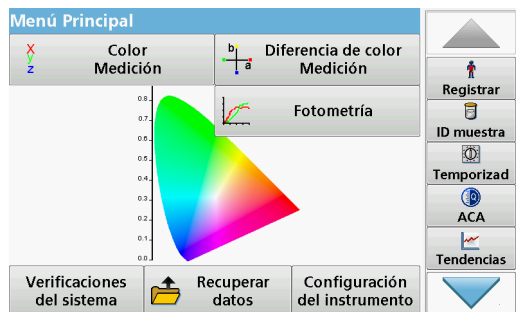 Menú Principal
X
y
z
Color
Medición
b
a
Diferencia de color
Medición
Fotometría
0.8
0.7
0.6
0.5
0.4
0.3
0.2
0.1
0.0
Verificaciones
del sistema
Recuperar
datos
Configuración
del instrumento
Registrar
ID muestra
Temporizad
ACA
Tendencias